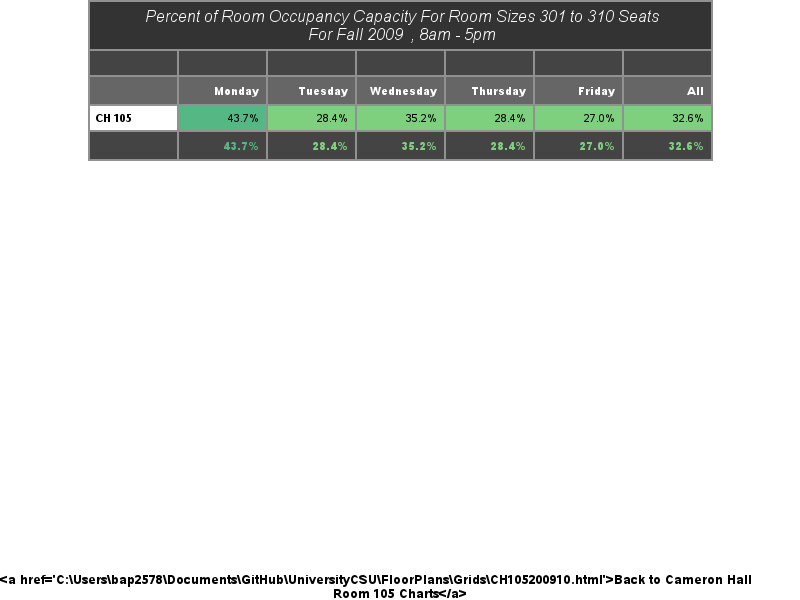 Percent of Room Occupancy Capacity For Room Sizes 301 to 310 Seats
For Fall 2009 , 8am - 5pm
Monday Tuesday Wednesday Thursday Friday All
CH 105 43.7% 28.4% 35.2% 28.4% 27.0% 32.6%
43.7% 28.4% 35.2% 28.4% 27.0% 32.6%
<a href='C:\Users\bap2578\Documents\GitHub\UniversityCSU\FloorPlans\Grids\CH105200910.html'>Back to Cameron Hall
Room 105 Charts</a>